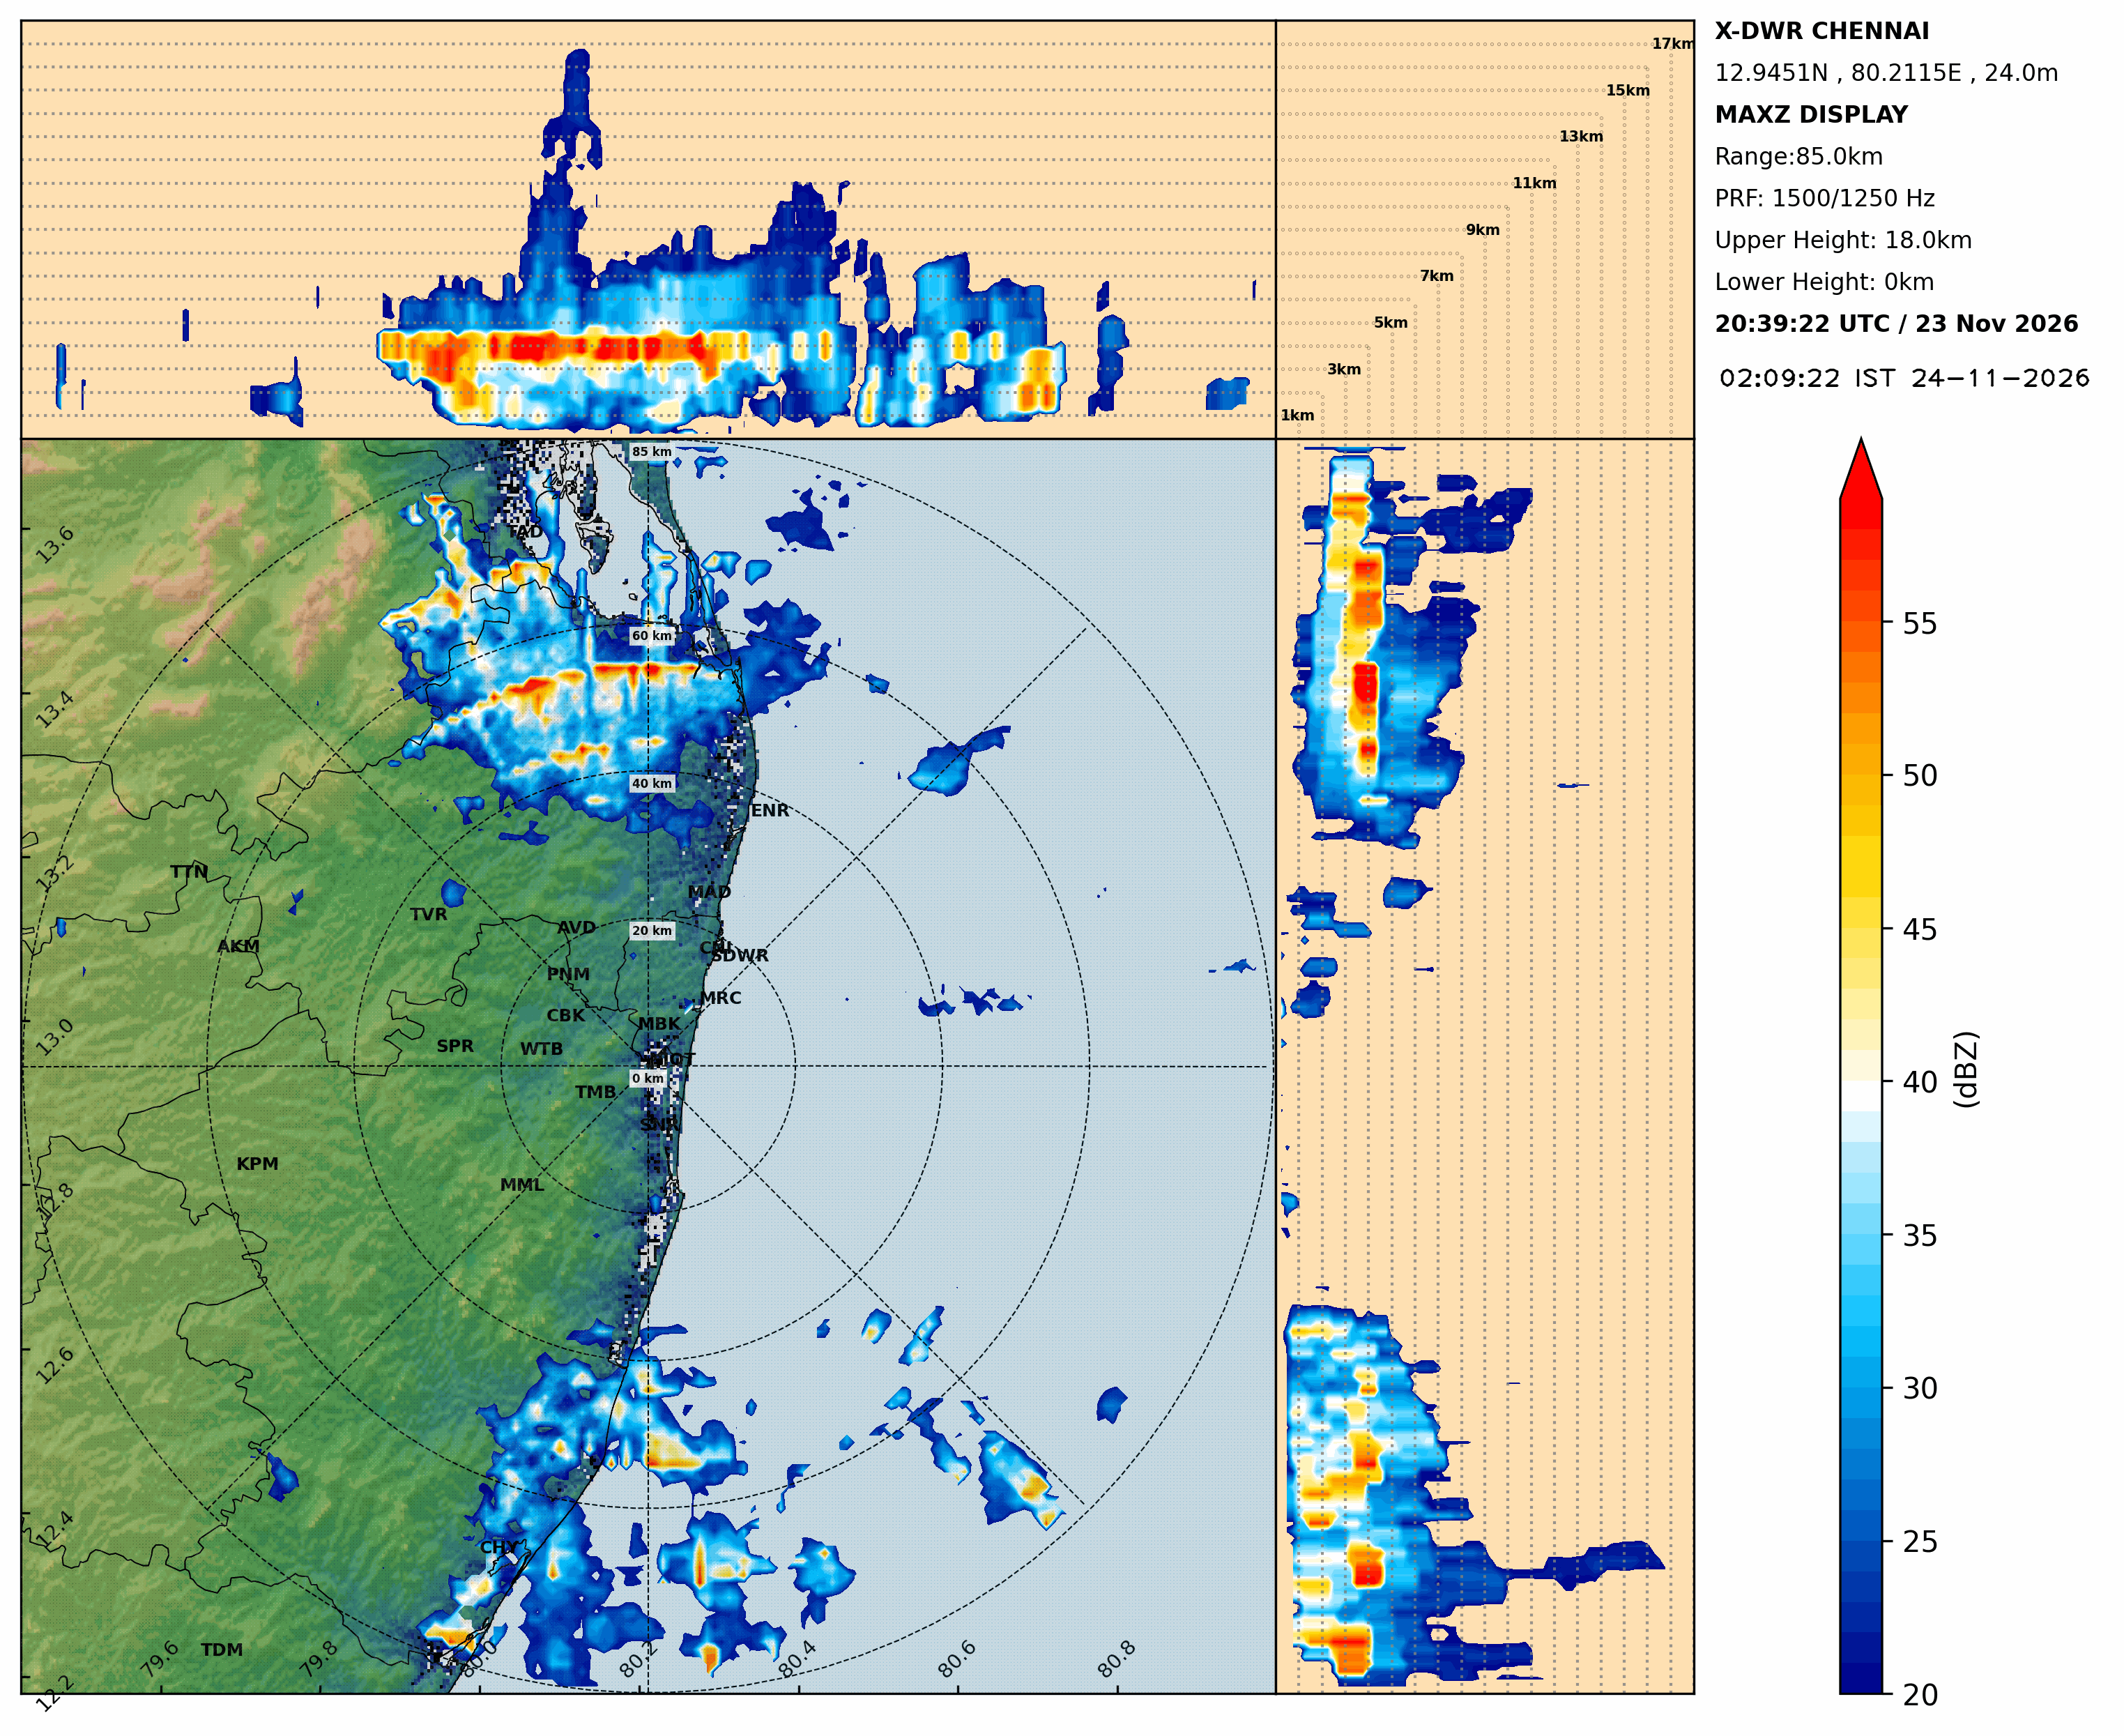 X-DWR CHENNAI
12.9451N , 80.2115E , 24.0m
MAXZ DISPLAY
Range:85.0km
PRF: 1500/1250 Hz
Upper Height: 18.0km
Lower Height: 0km
20:39:22 UTC / 23 Nov 2026
02:09:22 IST 24-11-2026
17km
15km
13km
11km
9km
7km
5km
3km
1km
85 km
TAD
13.6
60 km
13.4
40 km
ENR
13.2
TTN
MAD
TVR
20 km
AVD
AKM
CNI
SDWR
PNM
MRC
13.0
CBK
MBK
SPR
WTB
0 km
TMB
SNR
KPM
MML
12.8
12.6
12.4
CHY
TDM
12.2
79.6
79.8
80.0
80.2
80.4
80.6
80.8
55
50
45
40
35
30
25
20
(dBZ)